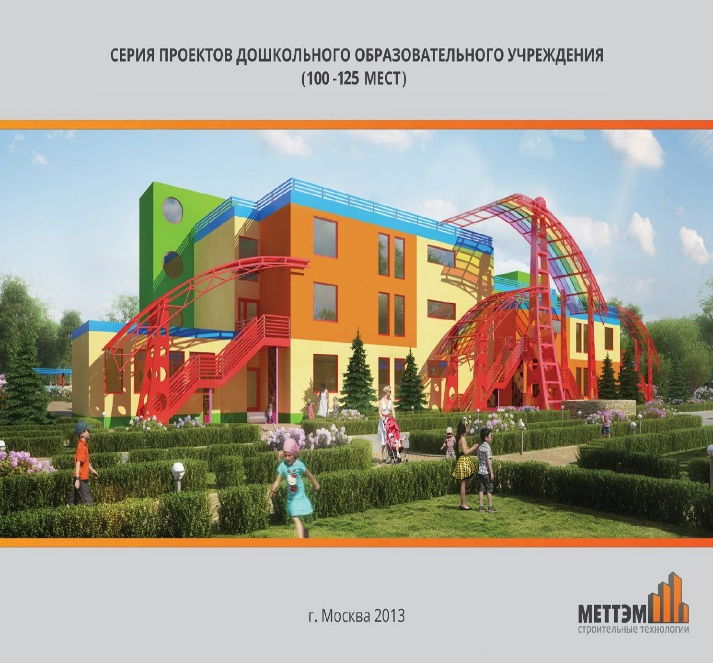 СЕРИЯ ПРОЕКТОВ ДОШКОЛЬНОГО ОБРАЗОВАТЕЛЬНОГО УЧРЕЖДЕНИЯ
(100 -125 МЕСТ)
г. Москва 2013
МЕТТЭМ
строительные технологии